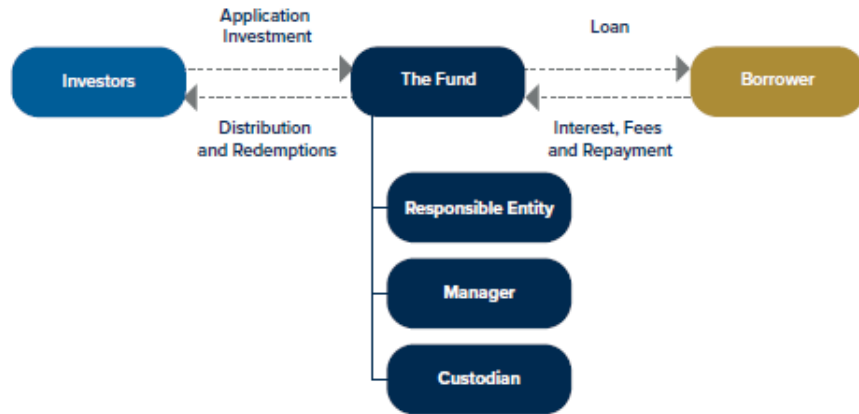 Application
Investment
Loan
Investors
The Fund
Borrower
Distribution
and Redemptions
Interest, Fees
and Repayment
Responsible Entity
Manager
Custodian